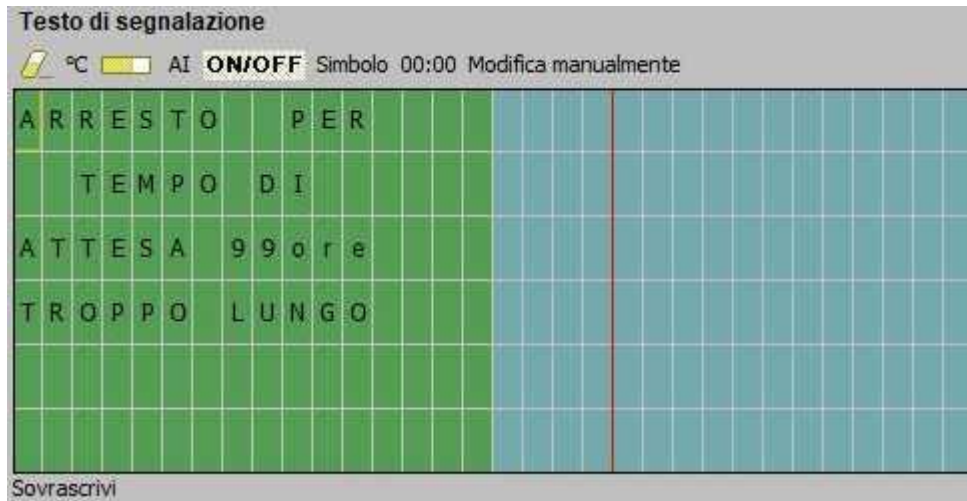 Testo di segnalazione
°C AI ON/OFF Simbolo 00:00 Modifica manualmente
ARRESTO PER
TEMPO DI
ATTESA 99ore
TROPPO LUNGO
Sovrascrivi